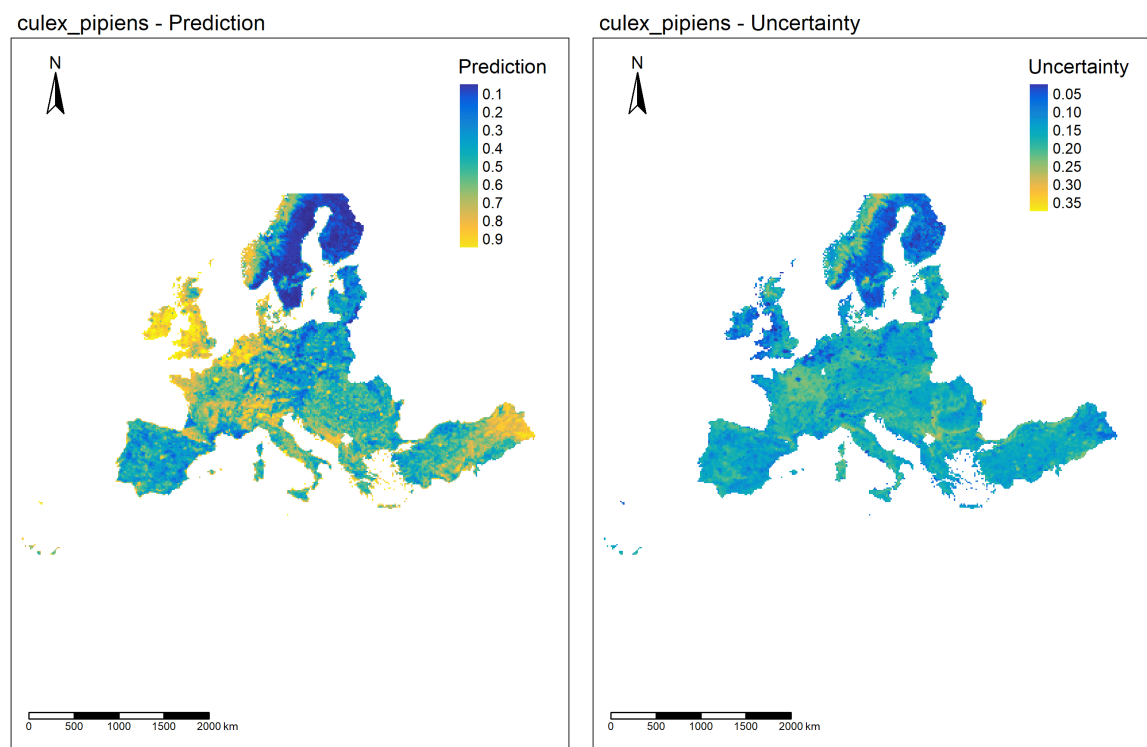 culex_pipiens - Prediction
N
Prediction
0.1
0.2
0.3
0.4
0.5
0.6
0.7
0.8
0.9
0 500 1000 1500 2000 km
culex_pipiens - Uncertainty
N
Uncertainty
0.05
0.10
0.15
0.20
0.25
0.30
0.35
0 500 1000 1500 2000 km